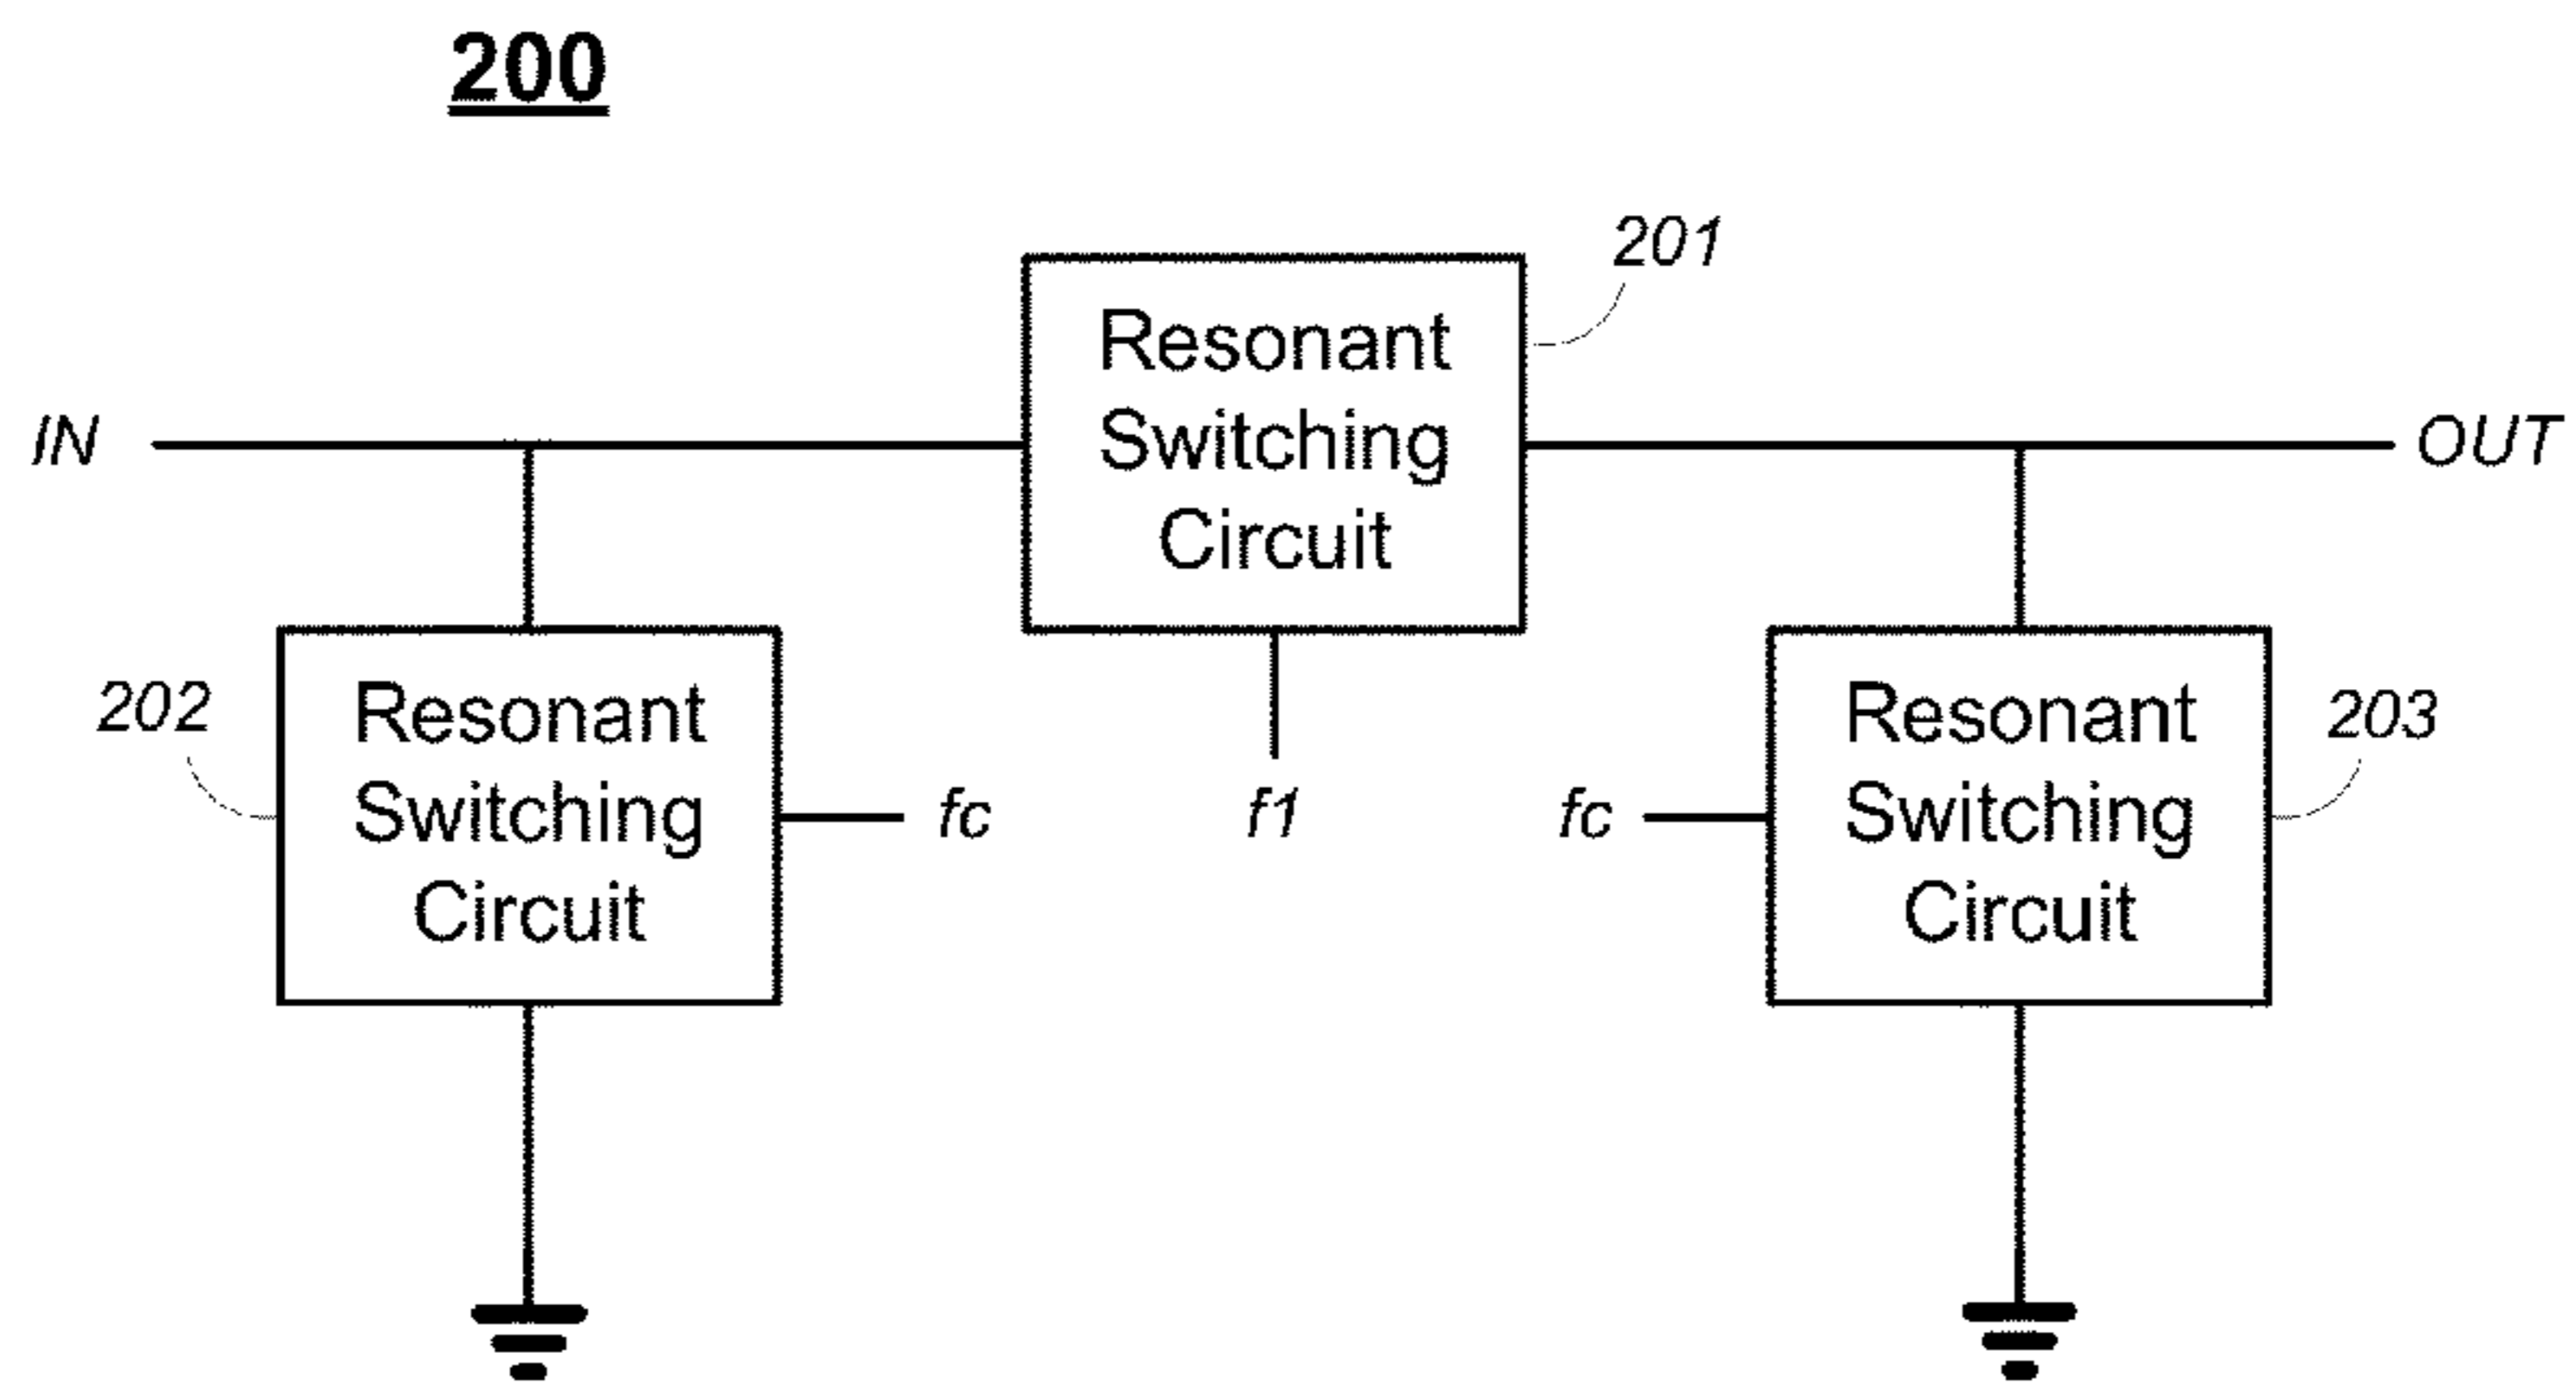 200
201
Resonant
Switching
Circuit
IN
OUT
202
Resonant
Switching
Circuit
fc
f1
fc
Resonant
Switching
Circuit
203